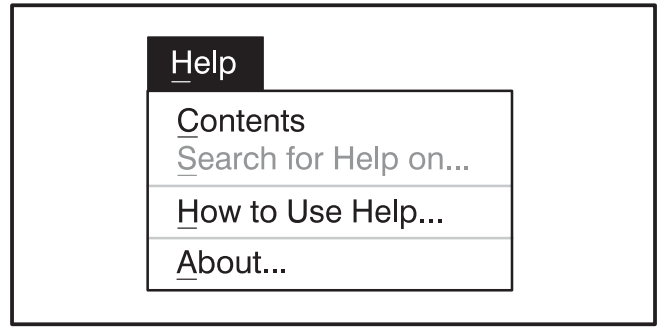 Help
Contents
Search for Help on...
How to Use Help...
About...